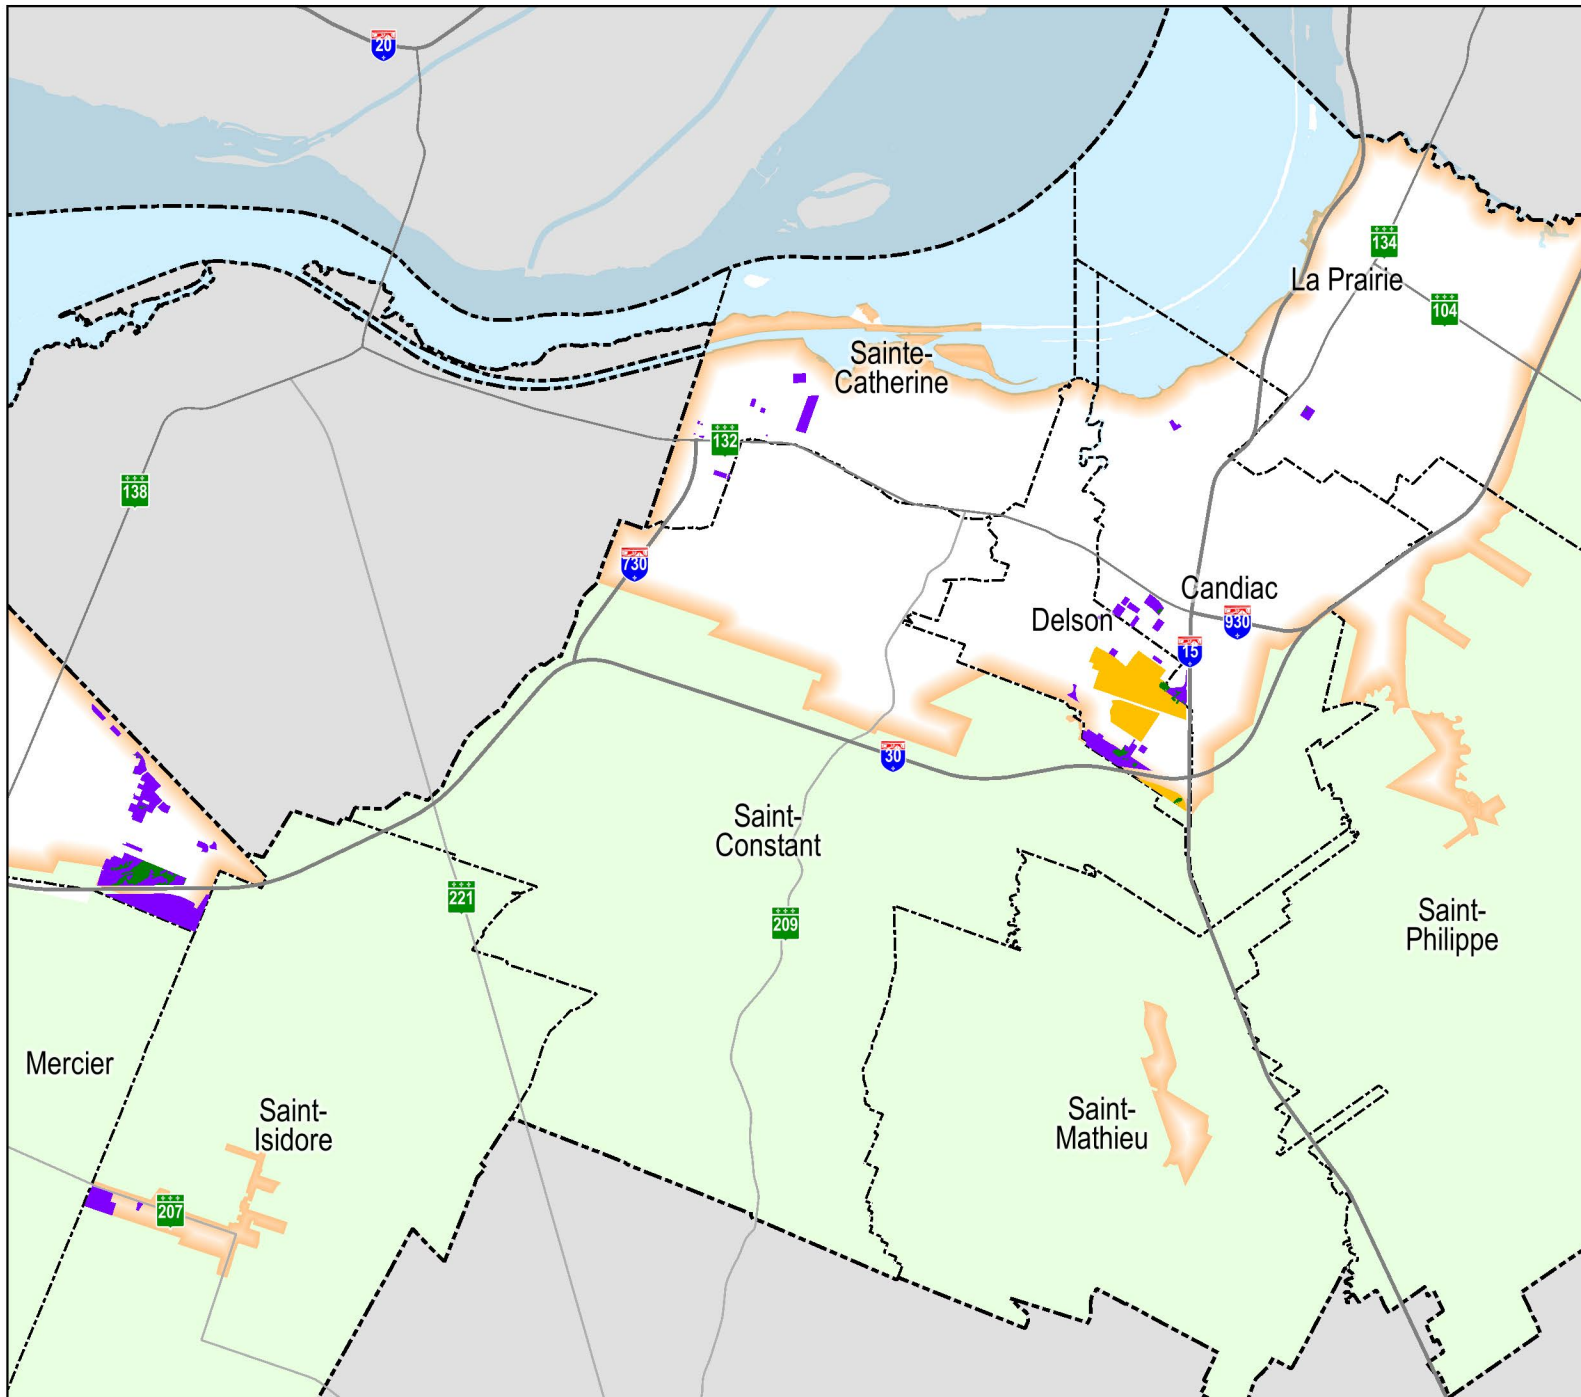 20
134
La Prairie
104
Sainte-
Catherine
132
138
730
Candiac
Delson
930
15
30
Saint-
Constant
221
209
Saint-
Philippe
Mercier
Saint-
Isidore
Saint-
Mathieu
207